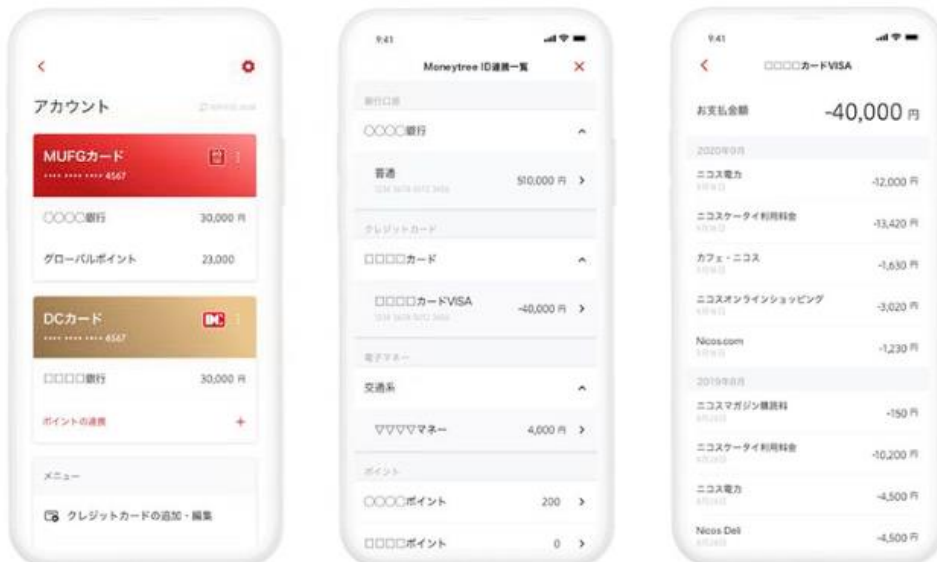 アカウント
MUFGカード
•••• •••• •••• 4567
〇〇〇〇銀行 30,000 円
グローバルポイント 23,000
DCカード
DC
•••• •••• •••• 4567
□□□□銀行 30,000 円
ポイントの連携 +
メニュー
クレジットカードの追加・編集
9:41
Moneytree ID連携一覧
銀行口座
〇〇〇〇銀行
普通 510,000 円
クレジットカード
□□□□カード
□□□□カードVISA -40,000 円
電子マネー
交通系
▽▽▽▽マネー 4,000 円
ポイント
〇〇〇〇ポイント 200
□□□□ポイント 0
9:41
□□□□カードVISA
お支払金額 -40,000 円
2020年9月
ニコス電力 -12,000 円
ニコスケータイ利用料金 -13,420 円
カフェ・ニコス -1,630 円
ニコスオンラインショッピング -3,020 円
Nicos.com -1,230 円
2019年8月
ニコスマガジン購読料 -150 円
ニコスケータイ利用料金 -10,200 円
ニコス電力 -4,500 円
Nicos Deli -4,500 円